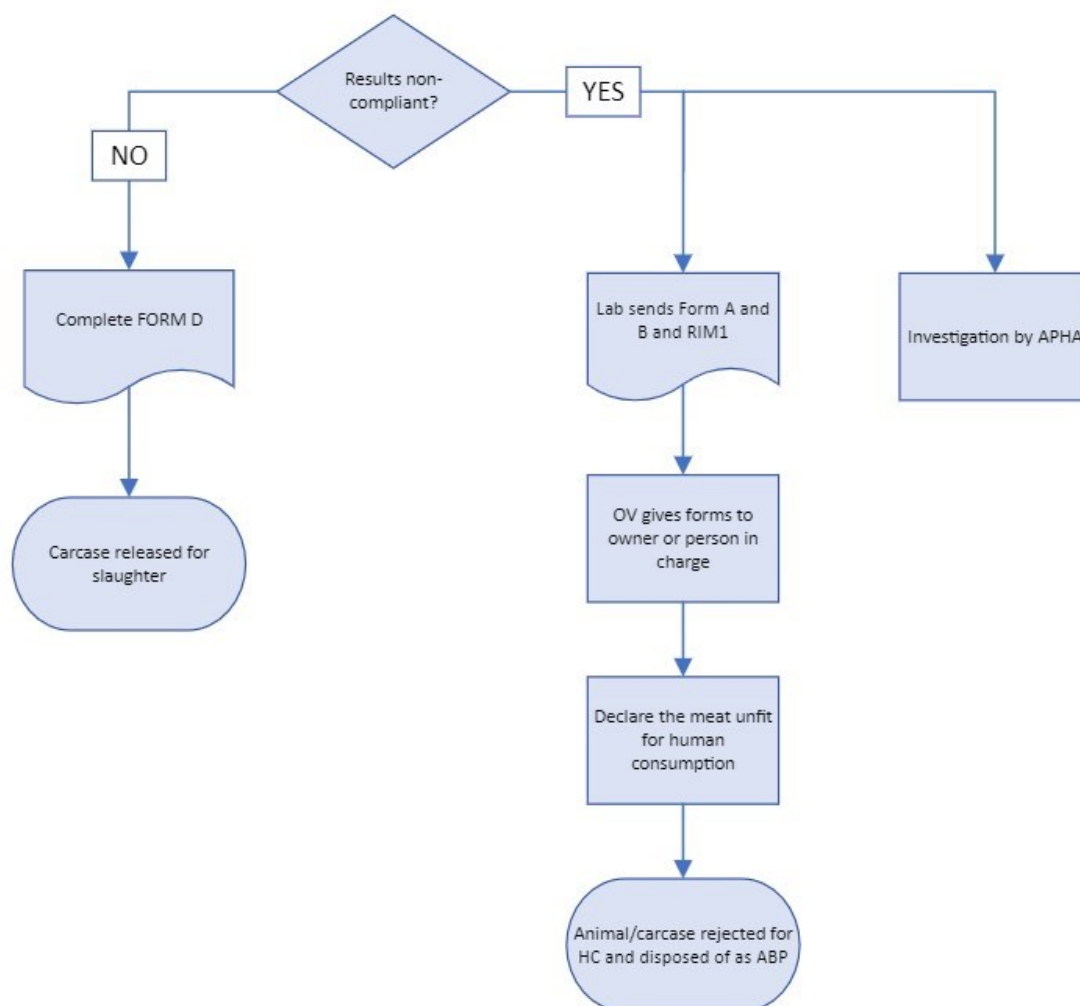 Results non-
compliant?
YES
NO
Complete FORM D
Lab sends Form A and
B and RIM1
Investigation by APHA
Carcase released for
slaughter
OV gives forms to
owner or person in
charge
Declare the meat unfit
for human
consumption
Animal/carcase rejected for
HC and disposed of as ABP